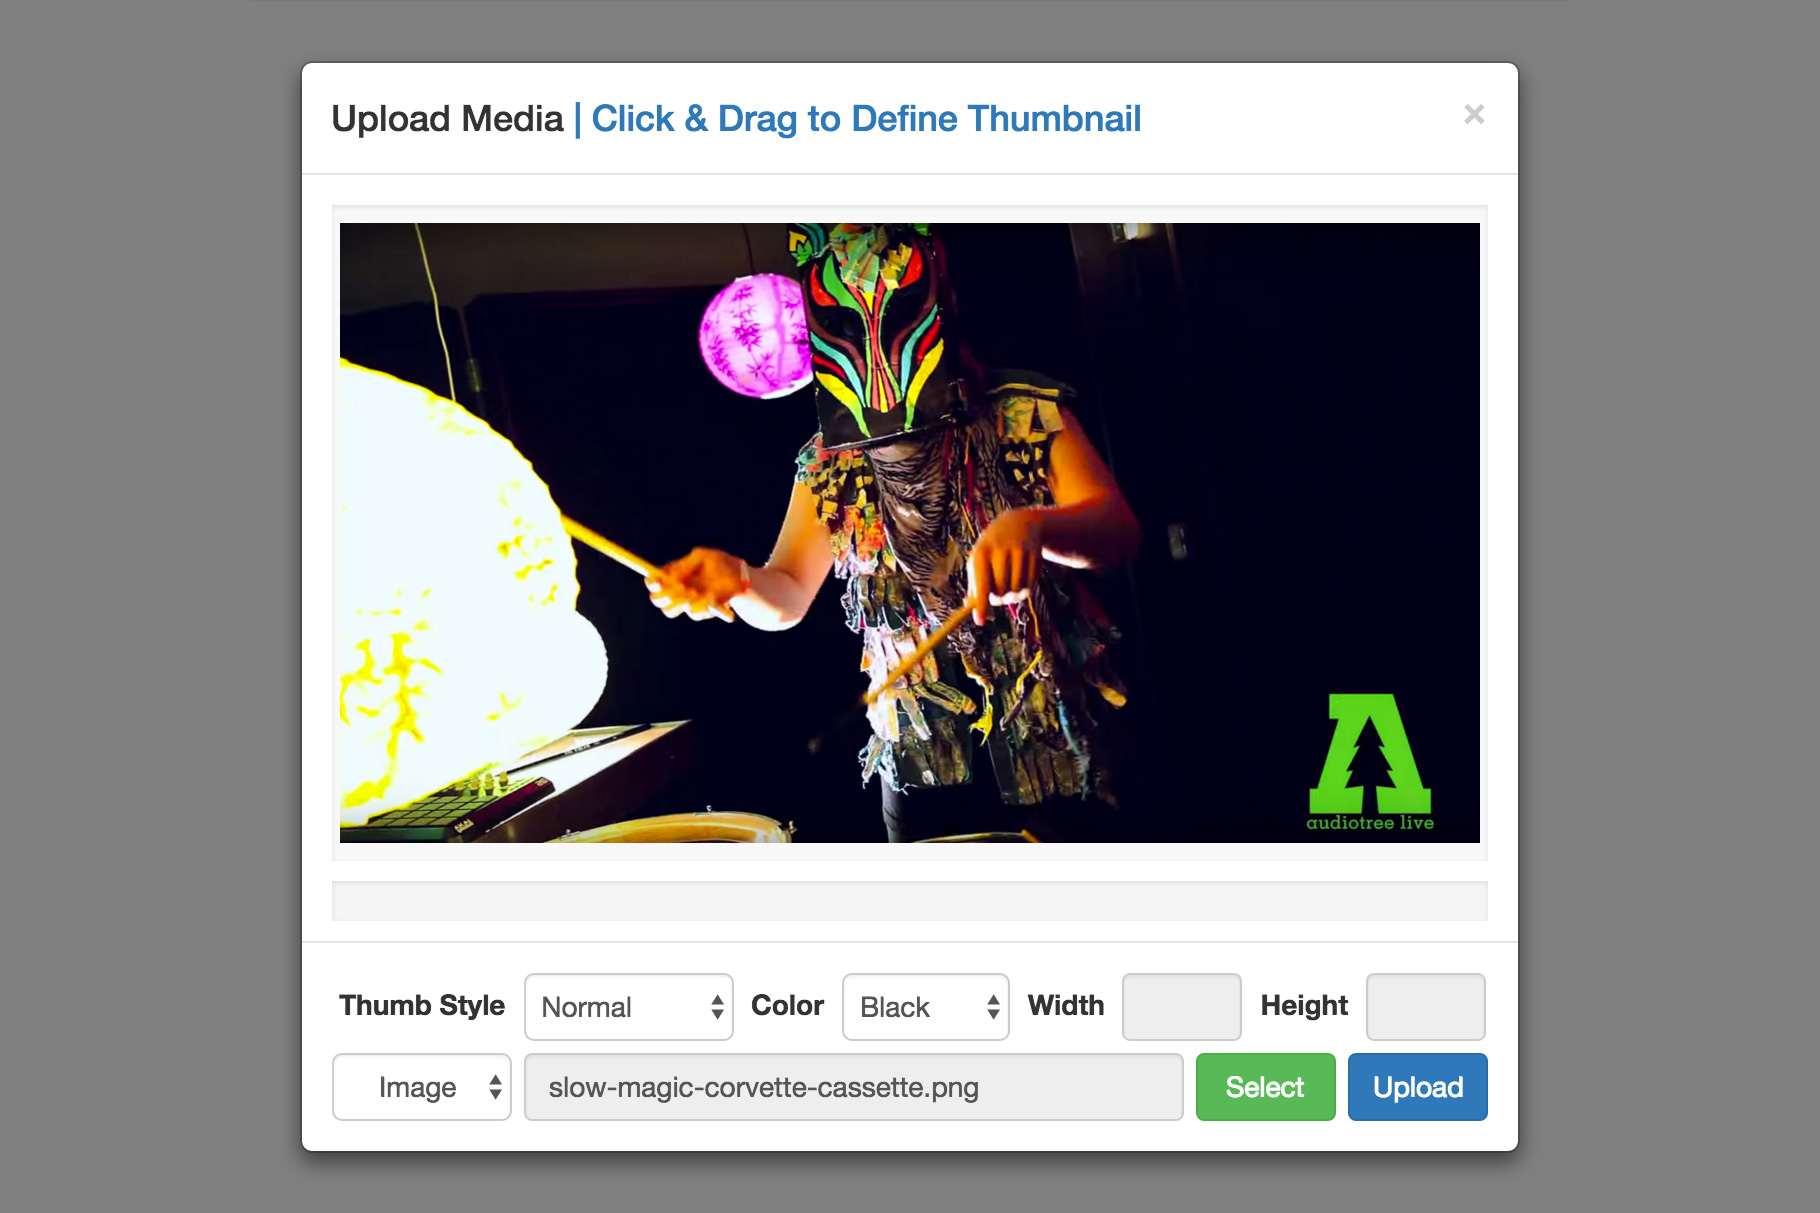 Upload Media | Click & Drag to Define Thumbnail
×
audiotree live
Thumb Style Normal Color Black Width Height
Image slow-magic-corvette-cassette.png Select Upload